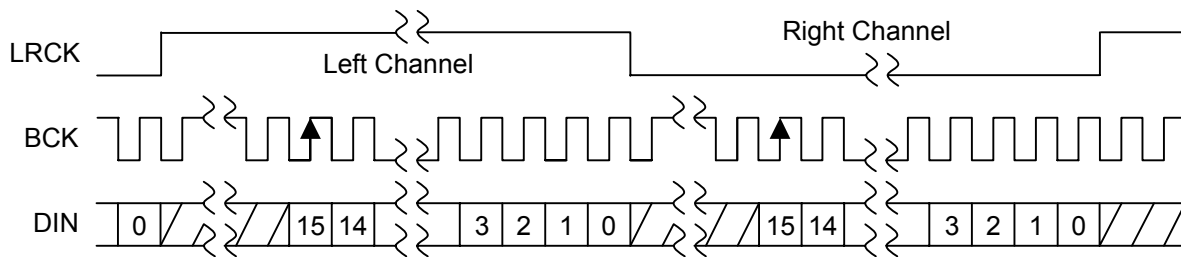 LRCK
Left Channel
Right Channel
BCK
DIN
0 15 14 3 2 1 0 15 14 3 2 1 0